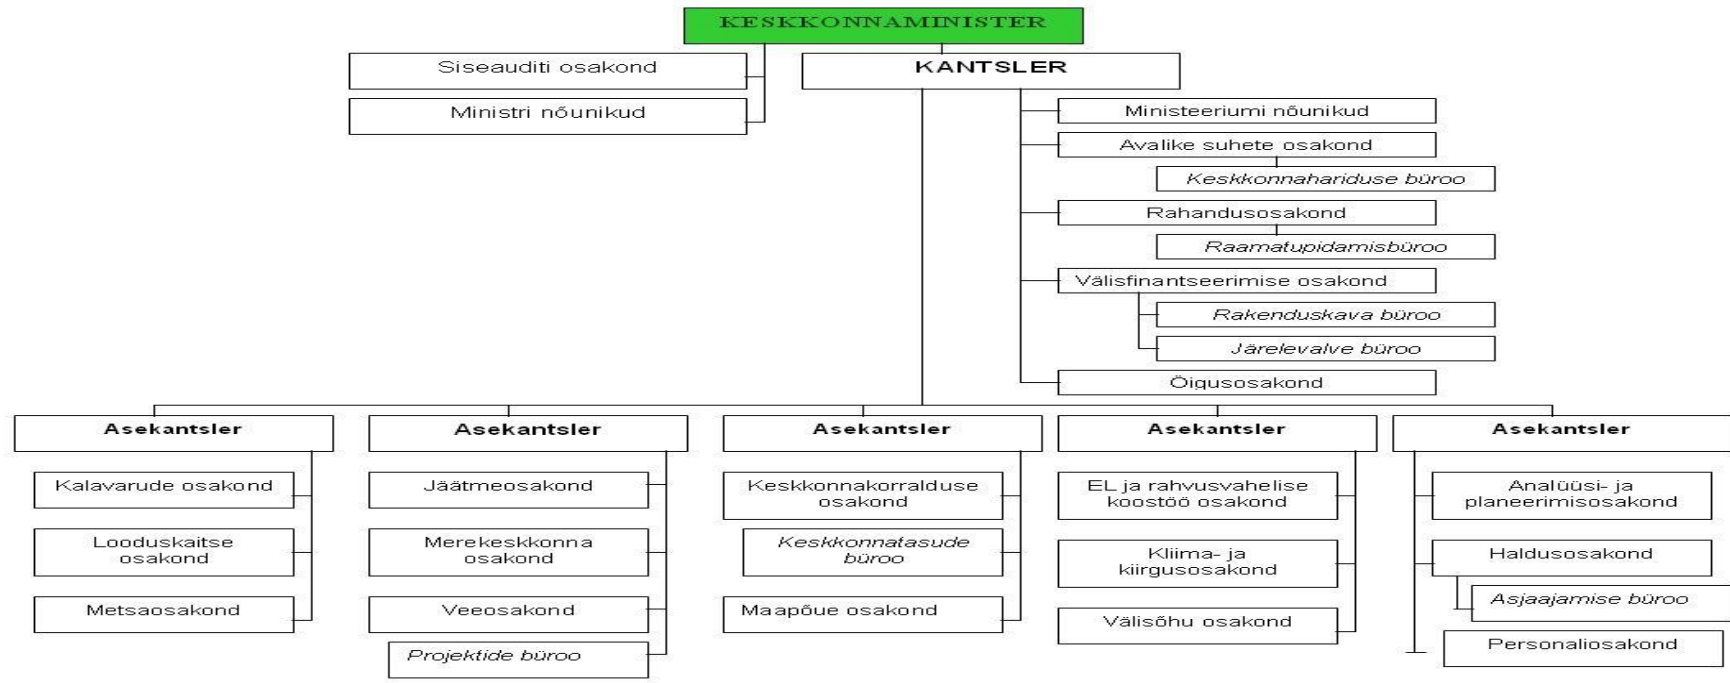 KESKKONNAMINISTER
Siseauditi osakond
KANTSLER
Ministri nõunikud
Ministeeriumi nõunikud
Avalike suhete osakond
Keskkonnahariduse büroo
Rahandusosakond
Raamatupidamisbüroo
Välisfinantseerimise osakond
Rakenduskava büroo
Järelevalve büroo
Õigusosakond
Asekantsler
Kalavarude osakond
Looduskaitse
osakond
Metsaosakond
Asekantsler
Jäätmeosakond
Merekeskkonna
osakond
Veeosakond
Projektide büroo
Asekantsler
Keskkonnakorralduse
osakond
Keskkonnatasude
büroo
Maapõue osakond
Asekantsler
EL ja rahvusvahelise
koostöö osakond
Kliima- ja
kiirgusosakond
Välisõhu osakond
Asekantsler
Analüüsi- ja
planeerimisosakond
Haldusosakond
Asjaajamise büroo
Personaliosakond